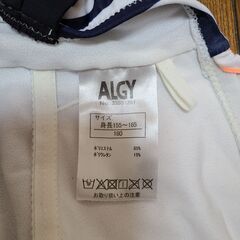 ALGY
サイズ
身長155～165
160
ポリエステル 85%
ポリウレタン 15%
お取り扱い上の注意